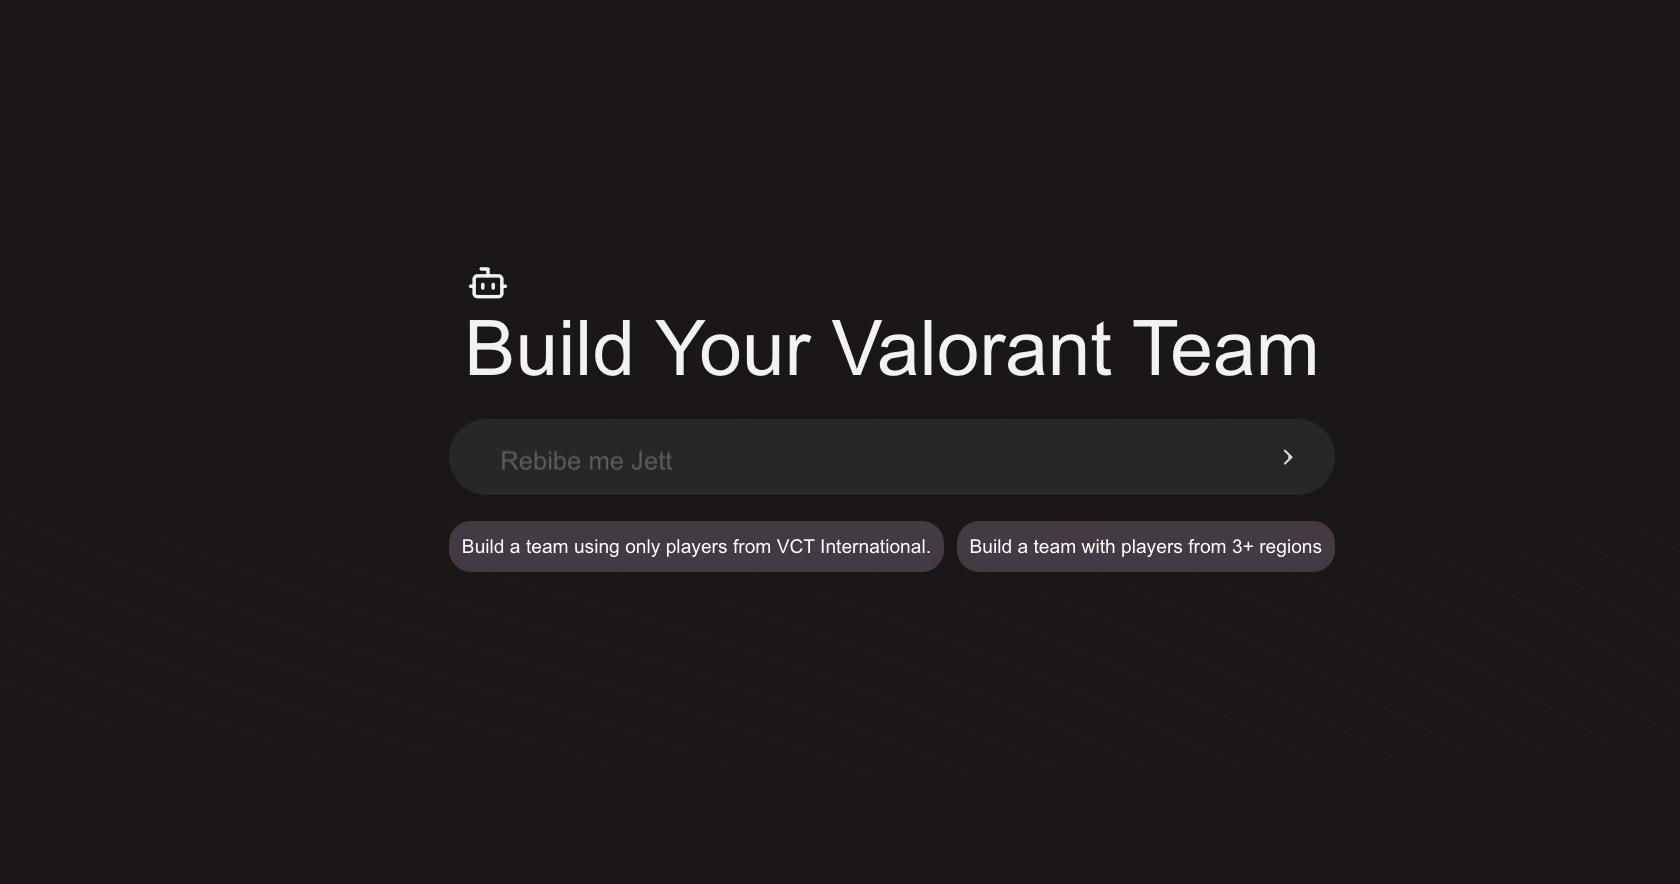 Build Your Valorant Team
Rebibe me Jett
Build a team using only players from VCT International.
Build a team with players from 3+ regions